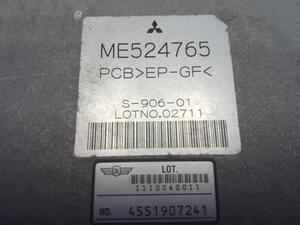 ME524765
PCB>EP-GF<
S-906-01
LOTNO.02711
LOT.
1110060011
NO. 4551907241